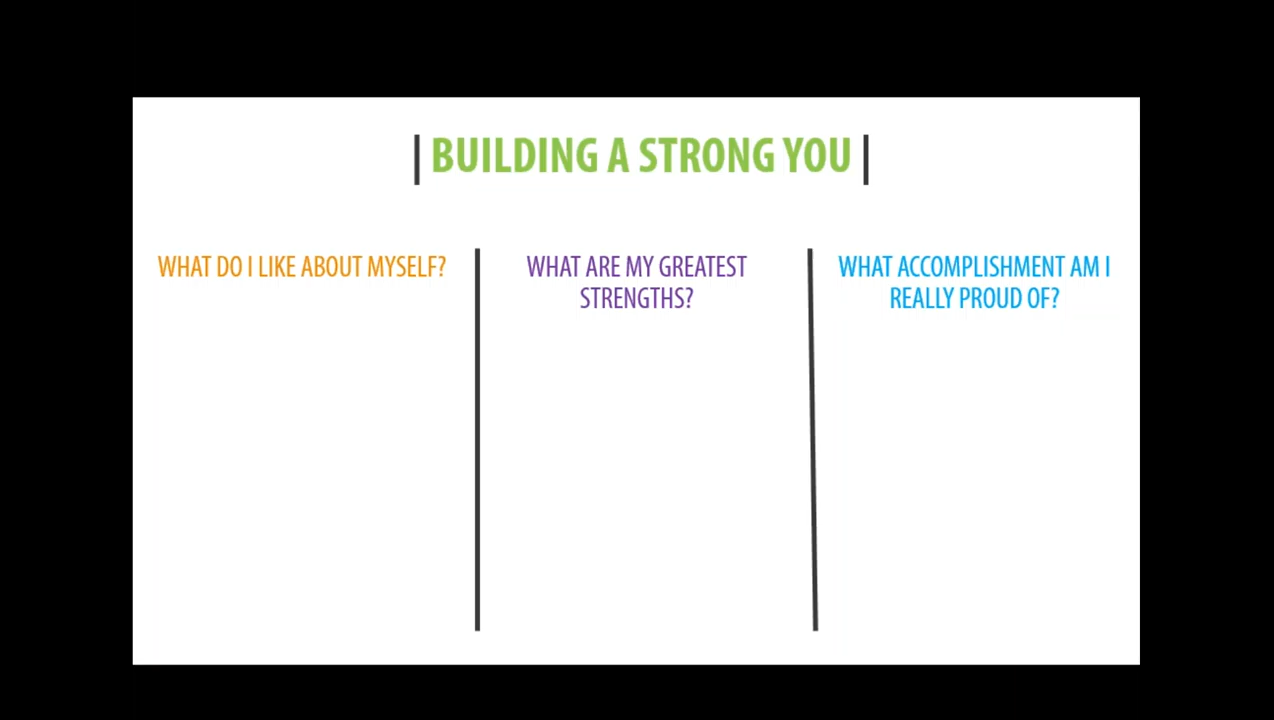 BUILDING A STRONG YOU
WHAT DO I LIKE ABOUT MYSELF?
WHAT ARE MY GREATEST
STRENGTHS?
WHAT ACCOMPLISHMENT AM I
REALLY PROUD OF?